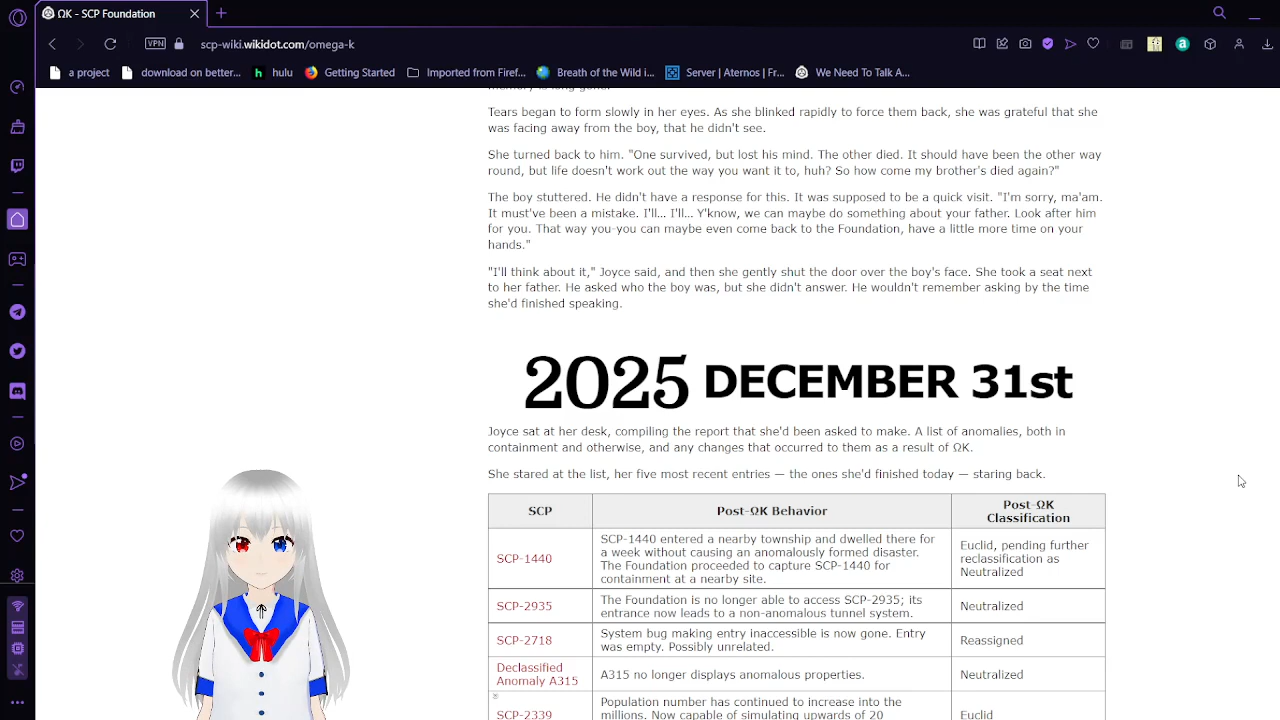 ΩK - SCP Foundation
VPN
scp-wiki.wikidot.com/omega-k
a project
download on better...
hulu
Getting Started
Imported from Firef...
Breath of the Wild i...
Server | Aternos | Fr...
We Need To Talk A...
memory is long gone.
Tears began to form slowly in her eyes. As she blinked rapidly to force them back, she was grateful that she
was facing away from the boy, that he didn't see.
She turned back to him. "One survived, but lost his mind. The other died. It should have been the other way
round, but life doesn't work out the way you want it to, huh? So how come my brother's died again?"
The boy stuttered. He didn't have a response for this. It was supposed to be a quick visit. "I'm sorry, ma'am.
It must've been a mistake. I'll... I'll... Y'know, we can maybe do something about your father. Look after him
for you. That way you-you can maybe even come back to the Foundation, have a little more time on your
hands."
"I'll think about it," Joyce said, and then she gently shut the door over the boy's face. She took a seat next
to her father. He asked who the boy was, but she didn't answer. He wouldn't remember asking by the time
she'd finished speaking.
2025 DECEMBER 31st
Joyce sat at her desk, compiling the report that she'd been asked to make. A list of anomalies, both in
containment and otherwise, and any changes that occurred to them as a result of ΩK.
She stared at the list, her five most recent entries — the ones she'd finished today — staring back.
SCP
Post-ΩK Behavior
Post-ΩK
Classification
SCP-1440
SCP-1440 entered a nearby township and dwelled there for
a week without causing an anomalously formed disaster.
The Foundation proceeded to capture SCP-1440 for
containment at a nearby site.
Euclid, pending further
reclassification as
Neutralized
SCP-2935
The Foundation is no longer able to access SCP-2935; its
entrance now leads to a non-anomalous tunnel system.
Neutralized
SCP-2718
System bug making entry inaccessible is now gone. Entry
was empty. Possibly unrelated.
Reassigned
Declassified
Anomaly A315
A315 no longer displays anomalous properties.
Neutralized
SCP-2339
Population number has continued to increase into the
millions. Now capable of simulating upwards of 20
Euclid